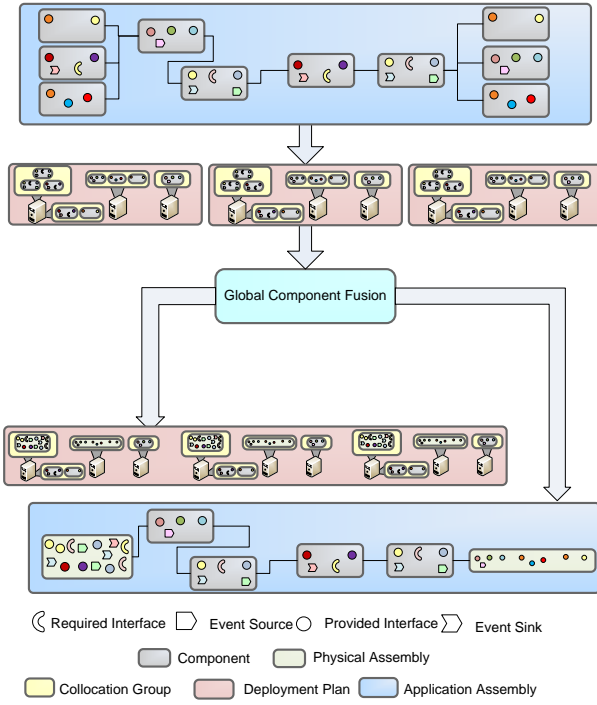 Global Component Fusion
Required Interface Event Source Provided Interface Event Sink
Component Physical Assembly
Collocation Group Deployment Plan Application Assembly